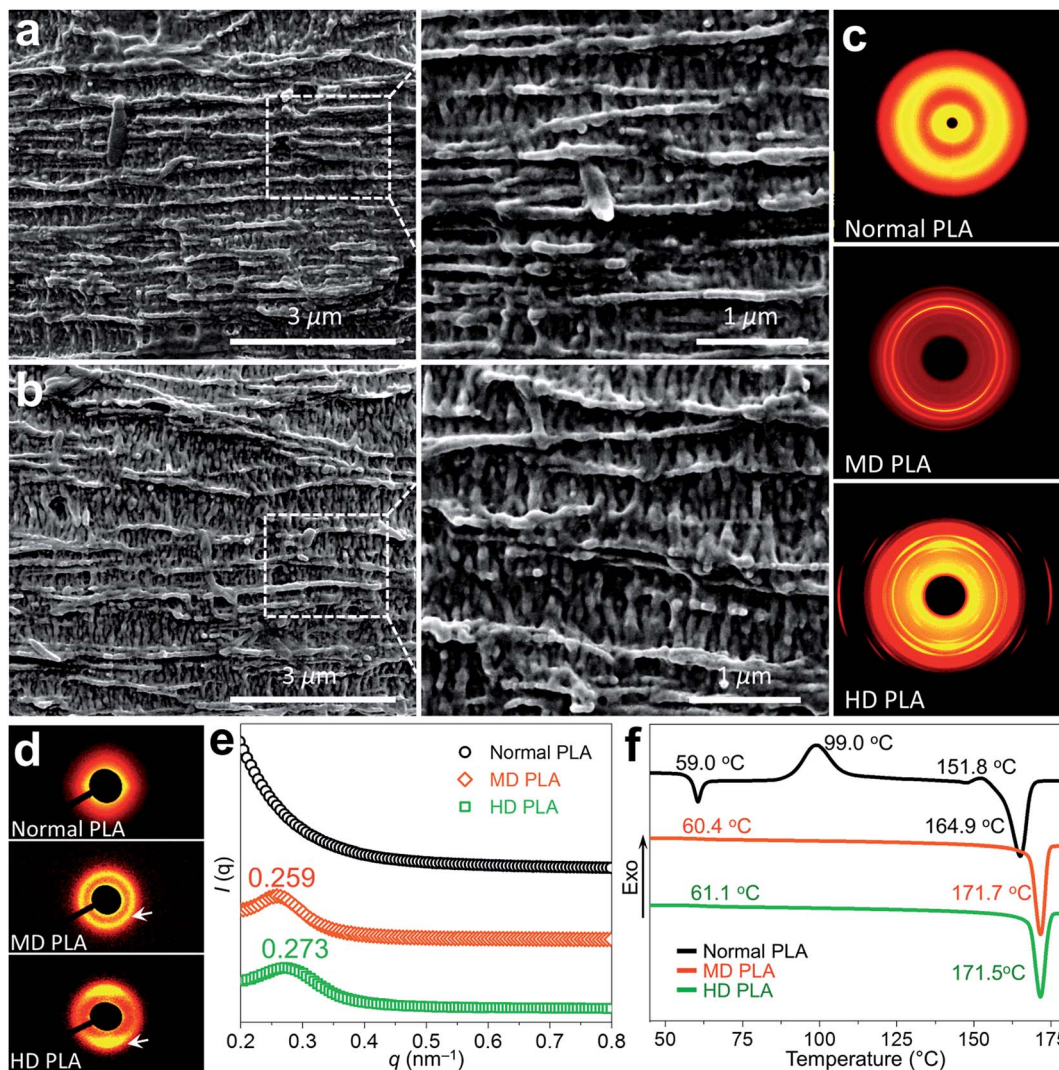 a
3 μm
1 μm
b
3 μm
1 μm
c
Normal PLA
MD PLA
HD PLA
d
Normal PLA
MD PLA
HD PLA
e
Normal PLA
MD PLA
HD PLA
0.259
0.273
I (q)
0.2 0.3 0.4 0.5 0.6 0.7 0.8
q (nm⁻¹)
f
59.0 °C
99.0 °C
151.8 °C
164.9 °C
60.4 °C
171.7 °C
61.1 °C
171.5°C
Exo
Normal PLA
MD PLA
HD PLA
50 75 100 125 150 175
Temperature (°C)